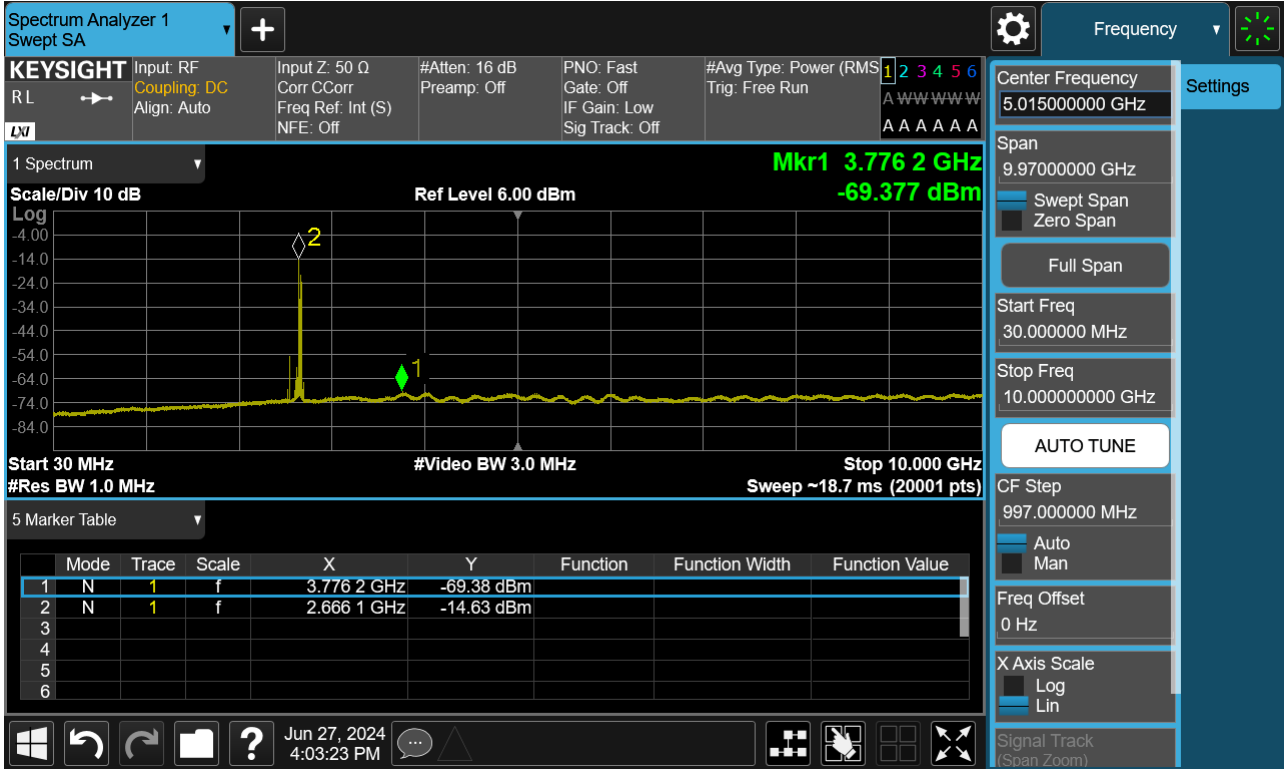 Spectrum Analyzer 1
Swept SA
Frequency
KEYSIGHT
R L
LXI
Input: RF
Coupling: DC
Align: Auto
Input Z: 50 Ω
Corr CCorr
Freq Ref: Int (S)
NFE: Off
#Atten: 16 dB
Preamp: Off
PNO: Fast
Gate: Off
IF Gain: Low
Sig Track: Off
#Avg Type: Power (RMS
Trig: Free Run
1 2 3 4 5 6
A W W W W W
A A A A A A
1 Spectrum
Scale/Div 10 dB
Ref Level 6.00 dBm
Mkr1 3.776 2 GHz
-69.377 dBm
Log
-4.00
-14.0
-24.0
-34.0
-44.0
-54.0
-64.0
-74.0
-84.0
2
1
Start 30 MHz
#Video BW 3.0 MHz
Stop 10.000 GHz
#Res BW 1.0 MHz
Sweep ~18.7 ms (20001 pts)
5 Marker Table
Mode Trace Scale X Y Function Function Width Function Value
1 N 1 f 3.776 2 GHz -69.38 dBm
2 N 1 f 2.666 1 GHz -14.63 dBm
3
4
5
6
?
Jun 27, 2024
4:03:23 PM
Center Frequency
5.015000000 GHz
Settings
Span
9.97000000 GHz
Swept Span
Zero Span
Full Span
Start Freq
30.000000 MHz
Stop Freq
10.000000000 GHz
AUTO TUNE
CF Step
997.000000 MHz
Auto
Man
Freq Offset
0 Hz
X Axis Scale
Log
Lin
Signal Track
(Span Zoom)